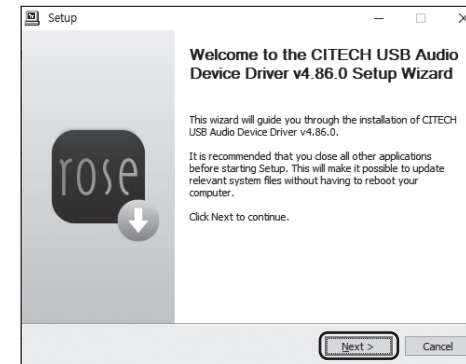 Setup
Welcome to the CITECH USB Audio
Device Driver v4.86.0 Setup Wizard
This wizard will guide you through the installation of CITECH
USB Audio Device Driver v4.86.0.
It is recommended that you close all other applications
before starting Setup. This will make it possible to update
relevant system files without having to reboot your
computer.
Click Next to continue.
rose
Next >
Cancel